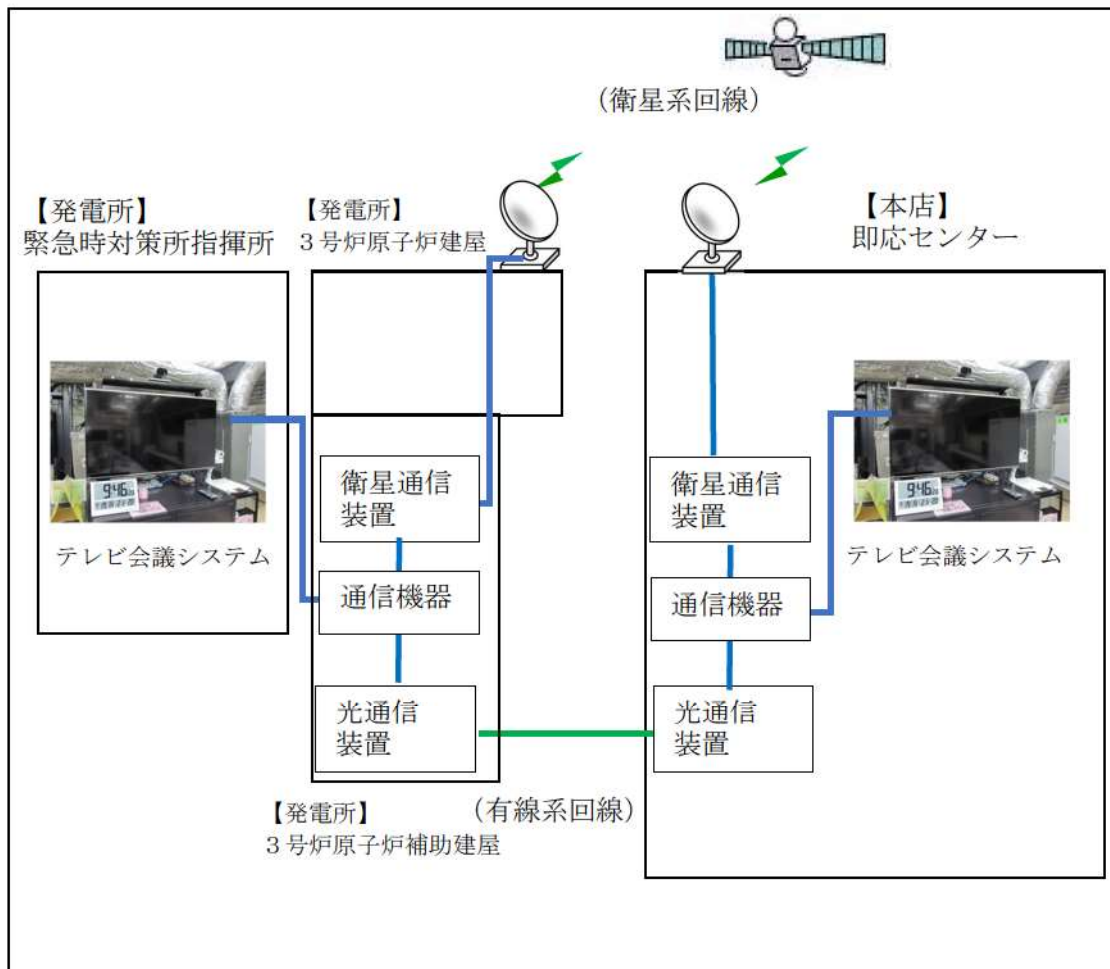 (衛星系回線)
【発電所】
緊急時対策所指揮所
【発電所】
3号炉原子炉建屋
【本店】
即応センター
9:46
テレビ会議システム
衛星通信
装置
通信機器
光通信
装置
衛星通信
装置
通信機器
光通信
装置
9:46
テレビ会議システム
(有線系回線)
【発電所】
3号炉原子炉補助建屋